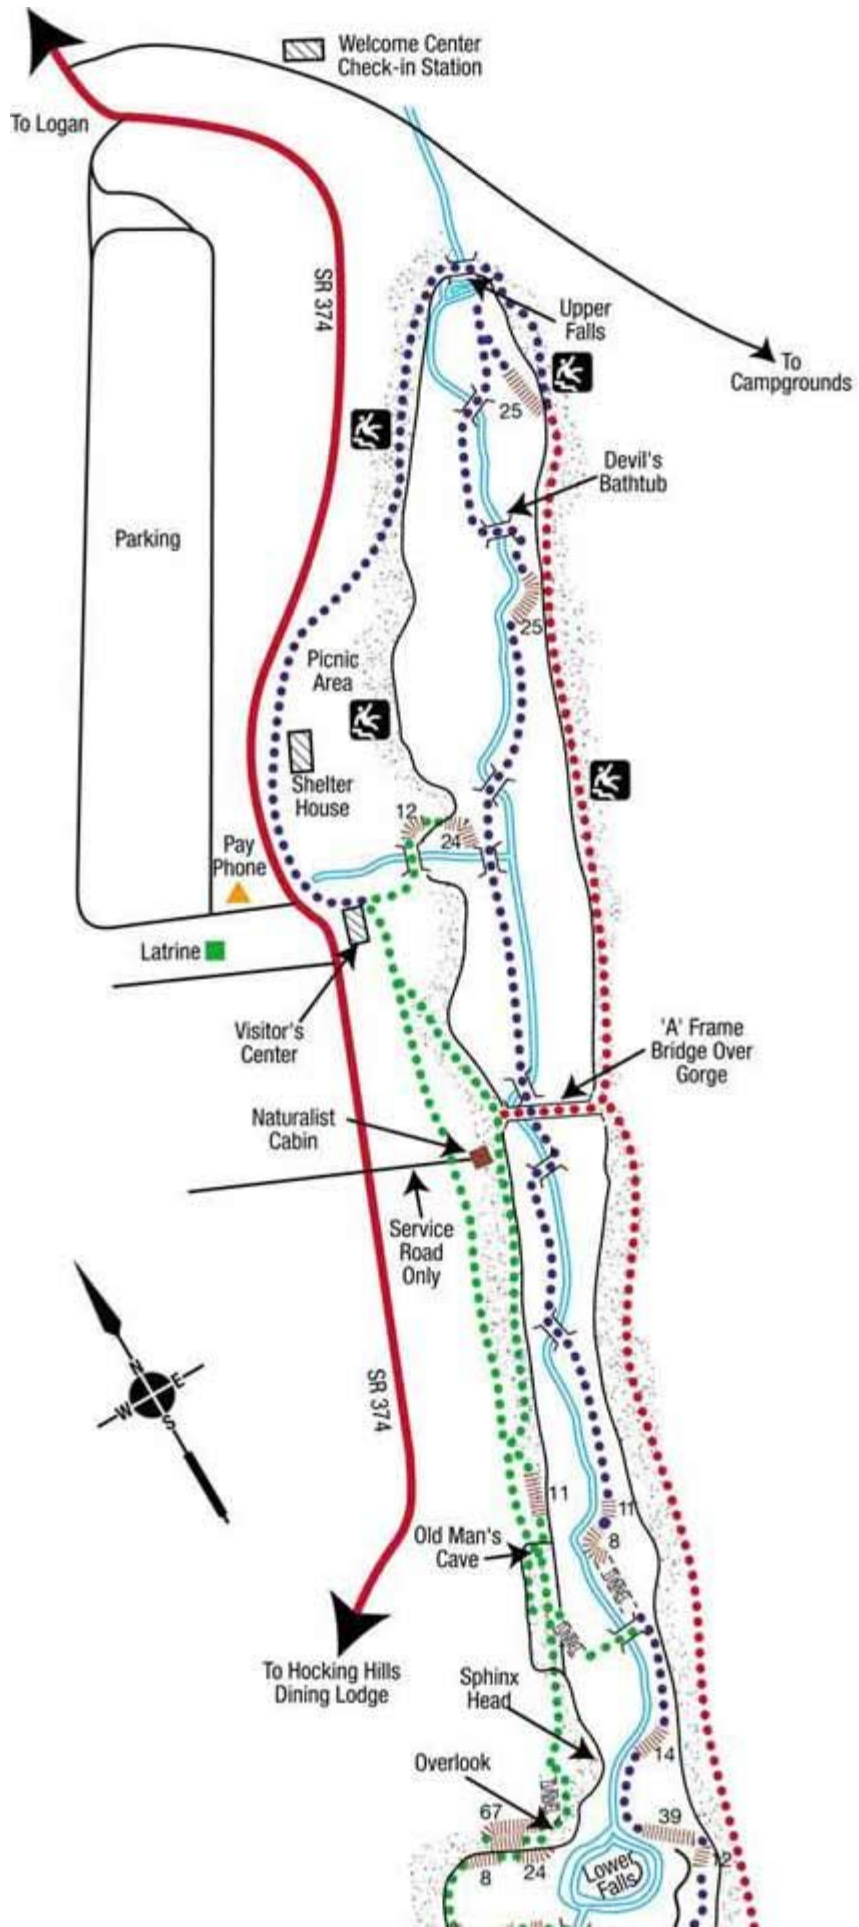 Welcome Center
Check-in Station
To Logan
SR 374
Upper
Falls
To
Campgrounds
25
Devil's
Bathtub
Parking
25
Picnic
Area
Shelter
House
12
24
Pay
Phone
Latrine
Visitor's
Center
'A' Frame
Bridge Over
Gorge
Naturalist
Cabin
Service
Road
Only
N
E
W
S
SR 374
11
11
8
Old Man's
Cave
To Hocking Hills
Dining Lodge
Sphinx
Head
14
Overlook
67
39
12
8
24
Lower
Falls